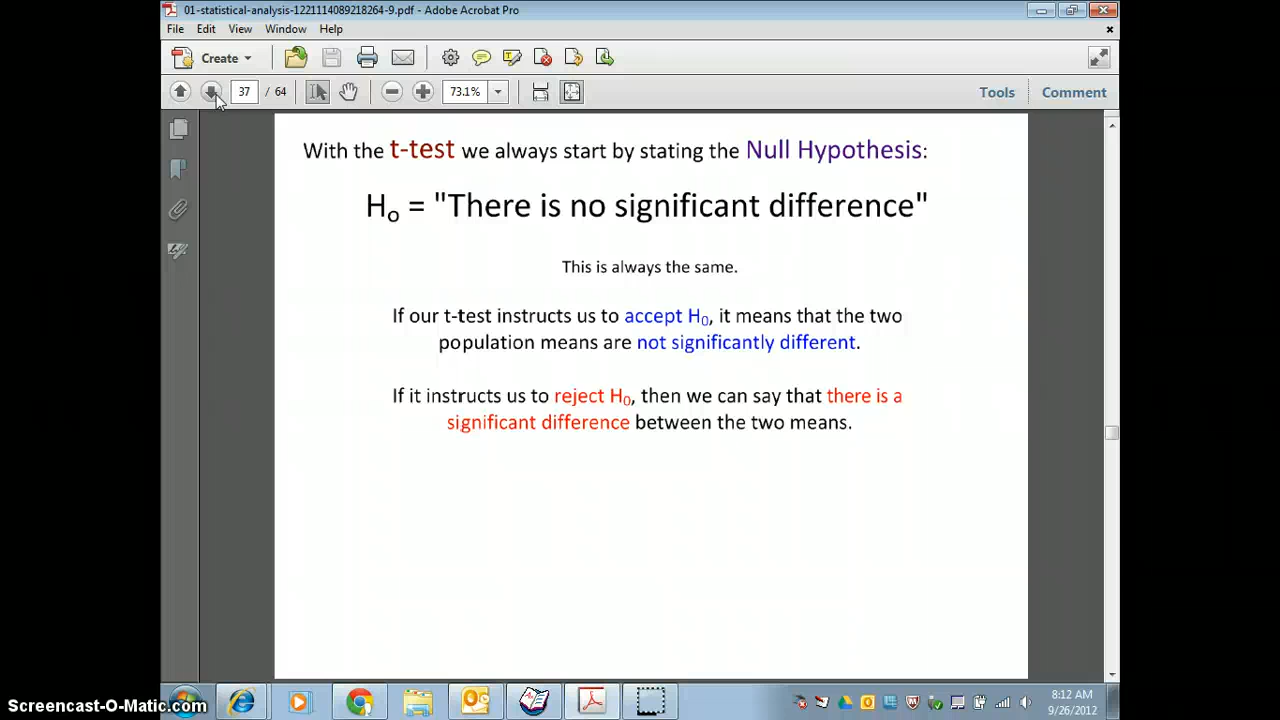 01-statistical-analysis-1221114089218264-9.pdf - Adobe Acrobat Pro
File Edit View Window Help
Create
37 / 64 73.1% Tools Comment
With the t-test we always start by stating the Null Hypothesis:
Ho = "There is no significant difference"
This is always the same.
If our t-test instructs us to accept H0, it means that the two
population means are not significantly different.
If it instructs us to reject H0, then we can say that there is a
significant difference between the two means.
Screencast-O-Matic.com
8:12 AM
9/26/2012